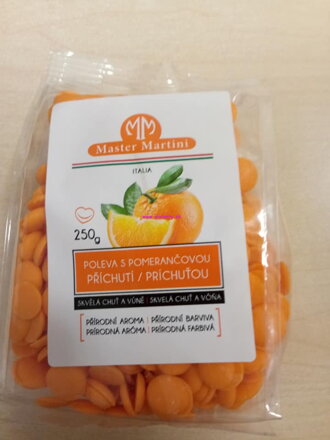 MM
Master Martini
ITALIA
250g
POLEVA S POMERANČOVOU
PŘÍCHUTÍ / PRÍCHUŤOU
SKVĚLÁ CHUŤ A VŮNĚ | SKVELÁ CHUŤ A VÔŇA
PŘÍRODNÍ AROMA | PŘÍRODNÍ BARVIVA
PRÍRODNÁ ARÔMA | PRÍRODNÁ FARBIVÁ